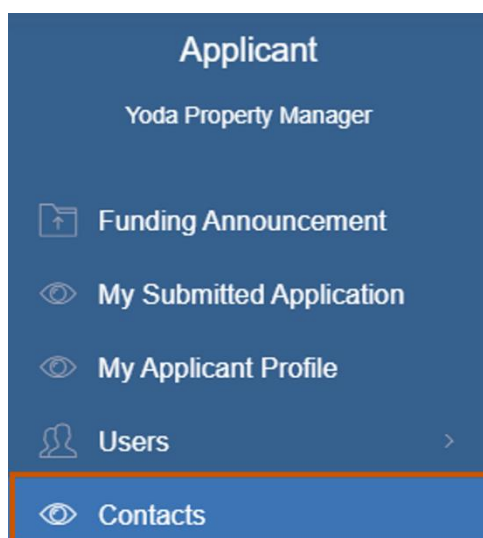 Applicant
Yoda Property Manager
Funding Announcement
My Submitted Application
My Applicant Profile
Users
Contacts